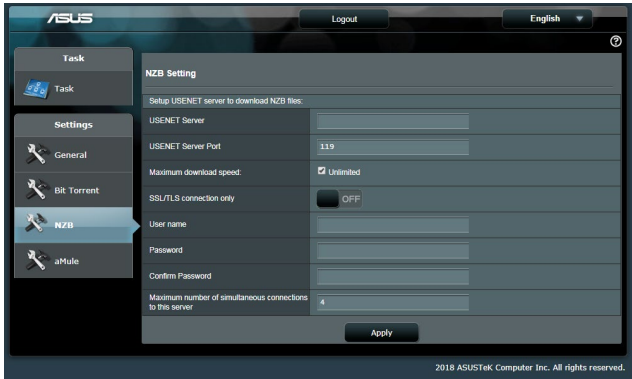 ASUS
Logout
English
Task
Task
Settings
General
Bit Torrent
NZB
aMule
NZB Setting
Setup USENET server to download NZB files:
USENET Server
USENET Server Port
119
Maximum download speed:
Unlimited
SSL/TLS connection only
OFF
User name
Password
Confirm Password
Maximum number of simultaneous connections
to this server
4
Apply
2018 ASUSTeK Computer Inc. All rights reserved.